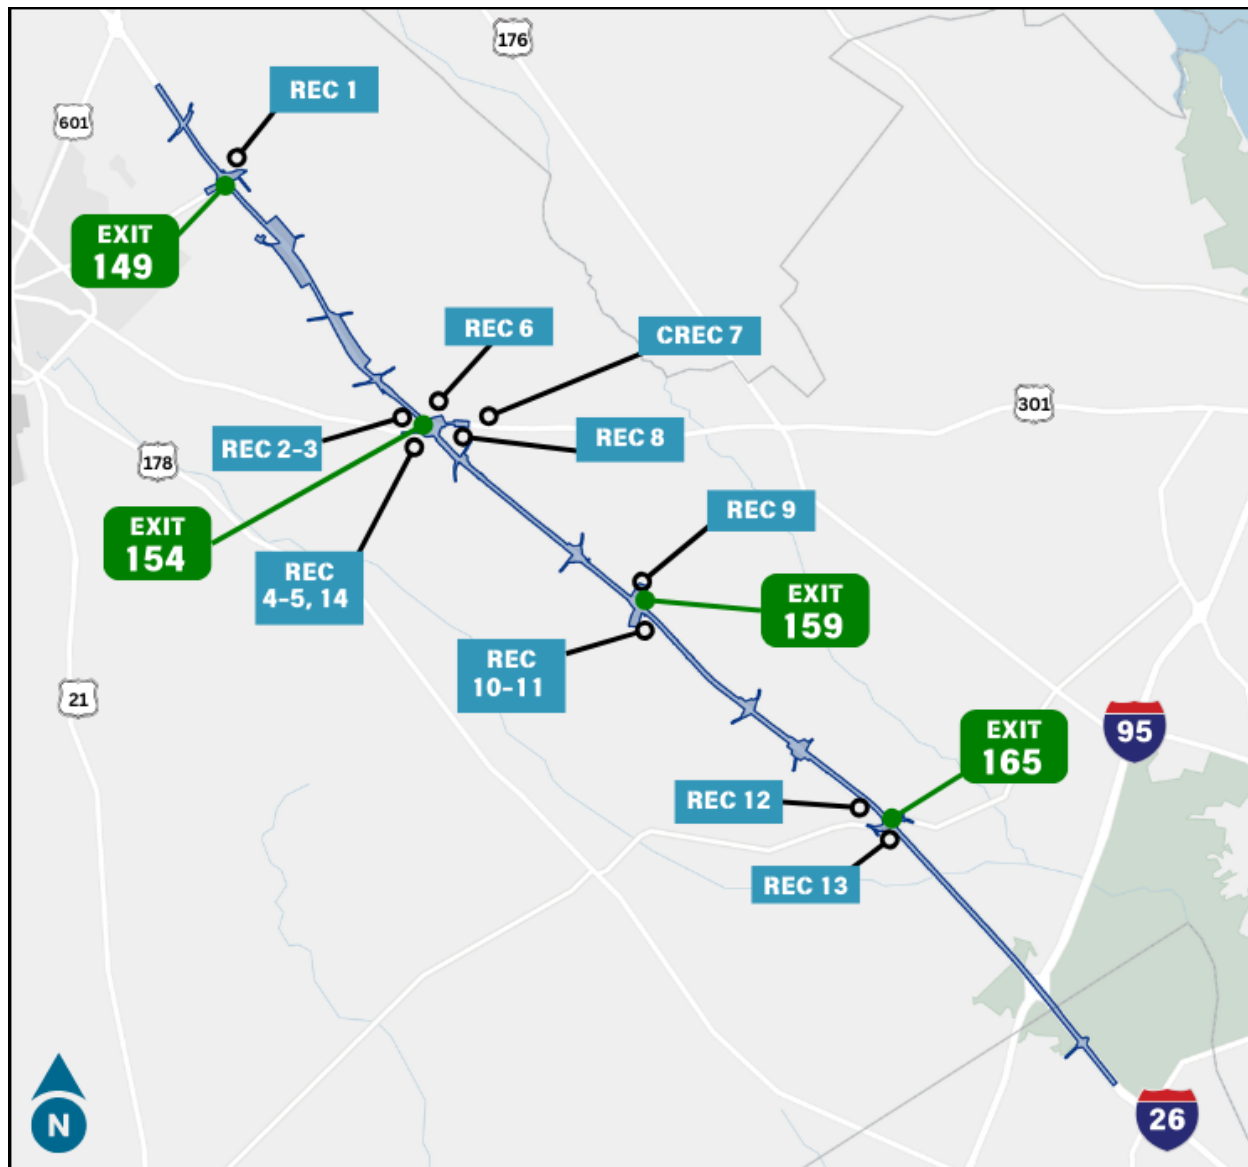 176
REC 1
601
EXIT
149
REC 6
CREC 7
301
REC 2-3
REC 8
178
REC 9
EXIT
154
REC
4-5, 14
EXIT
159
REC
10-11
21
95
EXIT
165
REC 12
REC 13
N
26